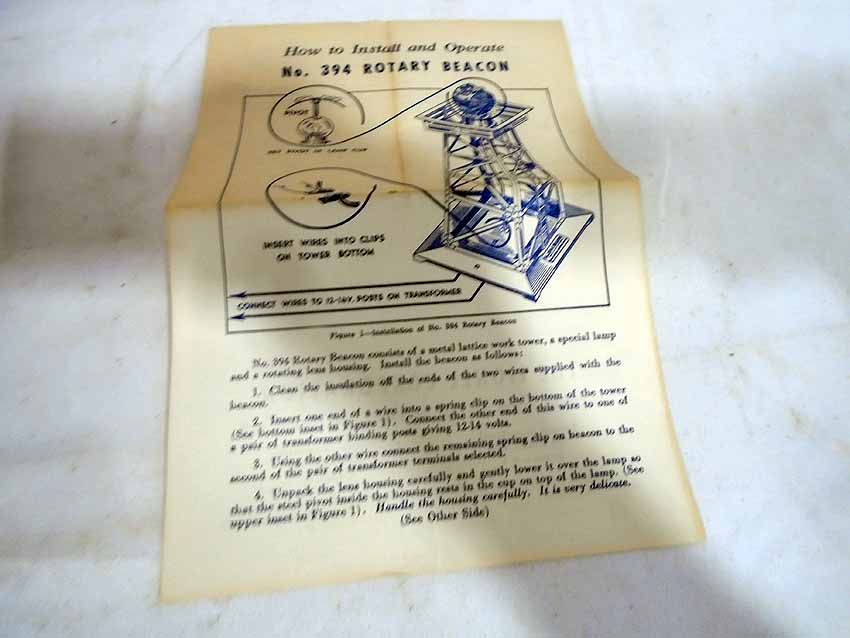 How to Install and Operate
No. 394 ROTARY BEACON
PIVOT
SET PIVOT IN LAMP CUP
INSERT WIRES INTO CLIPS
ON TOWER BOTTOM
CONNECT WIRES TO 12-14V. POSTS ON TRANSFORMER
Figure 1—Installation of No. 394 Rotary Beacon
No. 394 Rotary Beacon consists of a metal lattice work tower, a special lamp
and a rotating lens housing. Install the beacon as follows:
1. Clean the insulation off the ends of the two wires supplied with the
beacon.
2. Insert one end of a wire into a spring clip on the bottom of the tower
(See bottom inset in Figure 1). Connect the other end of this wire to one of
a pair of transformer binding posts giving 12-14 volts.
3. Using the other wire connect the remaining spring clip on beacon to the
second of the pair of transformer terminals selected.
4. Unpack the lens housing carefully and gently lower it over the lamp so
that the steel pivot inside the housing rests in the cup on top of the lamp. (See
upper inset in Figure 1). Handle the housing carefully. It is very delicate.
(See Other Side)